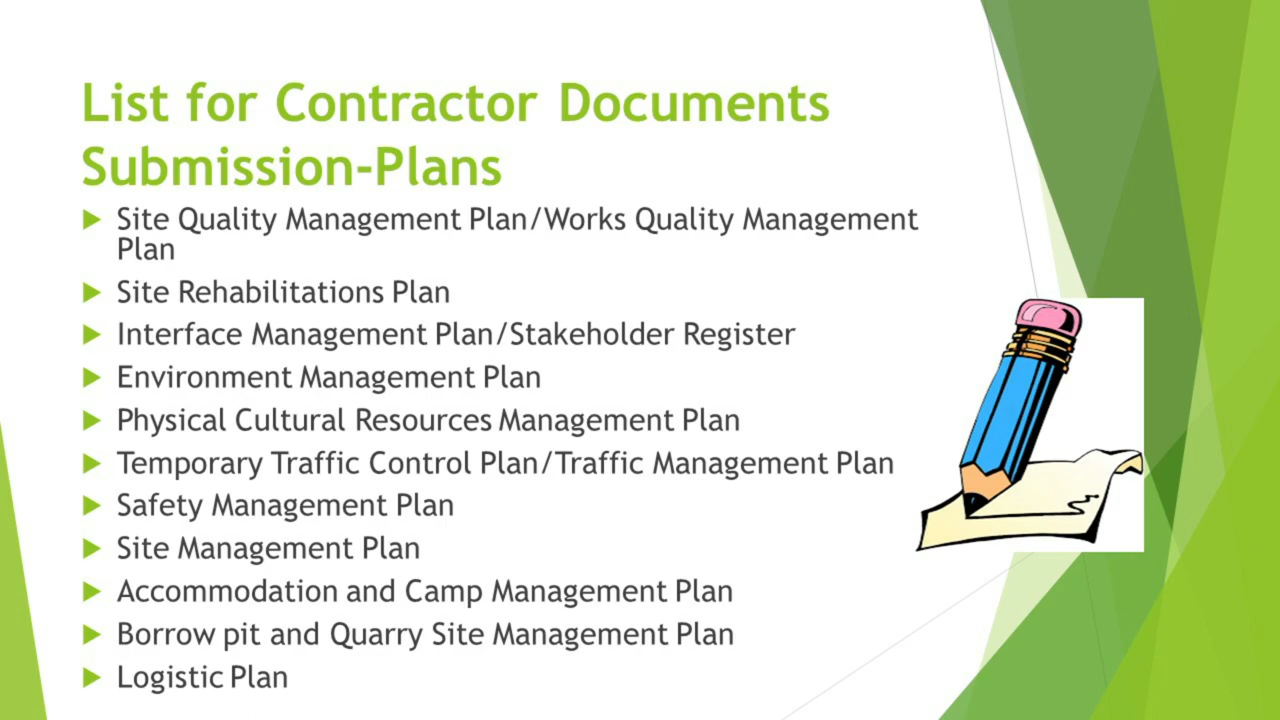 List for Contractor Documents
Submission-Plans
Site Quality Management Plan/Works Quality Management
Plan
Site Rehabilitations Plan
Interface Management Plan/Stakeholder Register
Environment Management Plan
Physical Cultural Resources Management Plan
Temporary Traffic Control Plan/Traffic Management Plan
Safety Management Plan
Site Management Plan
Accommodation and Camp Management Plan
Borrow pit and Quarry Site Management Plan
Logistic Plan